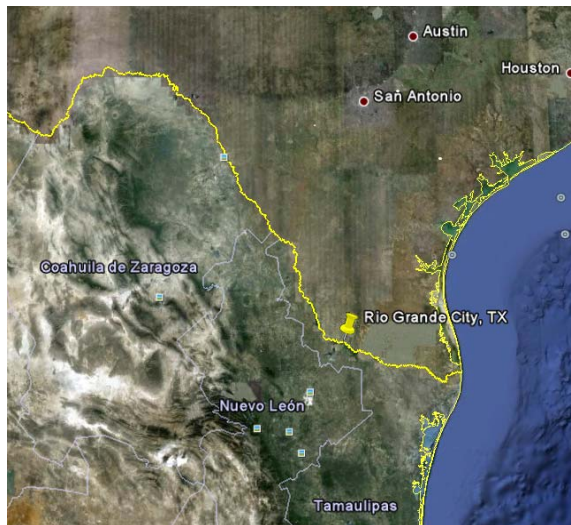 Austin
Houston
San Antonio
Coahuila de Zaragoza
Rio Grande City, TX
Nuevo León
Tamaulipas